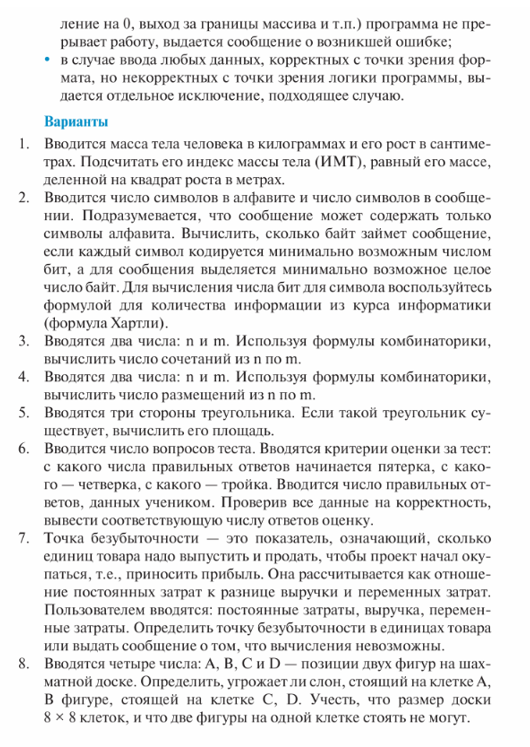 ление на 0, выход за границы массива и т.п.) программа не пре-
рывает работу, выдается сообщение о возникшей ошибке;
• в случае ввода любых данных, корректных с точки зрения фор-
мата, но некорректных с точки зрения логики программы, вы-
дается отдельное исключение, подходящее случаю.
Варианты
1. Вводится масса тела человека в килограммах и его рост в сантиме-
трах. Подсчитать его индекс массы тела (ИМТ), равный его массе,
деленной на квадрат роста в метрах.
2. Вводится число символов в алфавите и число символов в сообще-
нии. Подразумевается, что сообщение может содержать только
символы алфавита. Вычислить, сколько байт займет сообщение,
если каждый символ кодируется минимально возможным числом
бит, а для сообщения выделяется минимально возможное целое
число байт. Для вычисления числа бит для символа воспользуйтесь
формулой для количества информации из курса информатики
(формула Хартли).
3. Вводятся два числа: n и m. Используя формулы комбинаторики,
вычислить число сочетаний из n по m.
4. Вводятся два числа: n и m. Используя формулы комбинаторики,
вычислить число размещений из n по m.
5. Вводятся три стороны треугольника. Если такой треугольник су-
ществует, вычислить его площадь.
6. Вводится число вопросов теста. Вводятся критерии оценки за тест:
с какого числа правильных ответов начинается пятерка, с како-
го — четверка, с какого — тройка. Вводится число правильных от-
ветов, данных учеником. Проверив все данные на корректность,
вывести соответствующую числу ответов оценку.
7. Точка безубыточности — это показатель, означающий, сколько
единиц товара надо выпустить и продать, чтобы проект начал оку-
паться, т.е., приносить прибыль. Она рассчитывается как отноше-
ние постоянных затрат к разнице выручки и переменных затрат.
Пользователем вводятся: постоянные затраты, выручка, перемен-
ные затраты. Определить точку безубыточности в единицах товара
или выдать сообщение о том, что вычисления невозможны.
8. Вводятся четыре числа: A, B, C и D — позиции двух фигур на шах-
матной доске. Определить, угрожает ли слон, стоящий на клетке A,
B фигуре, стоящей на клетке C, D. Учесть, что размер доски
8 × 8 клеток, и что две фигуры на одной клетке стоять не могут.